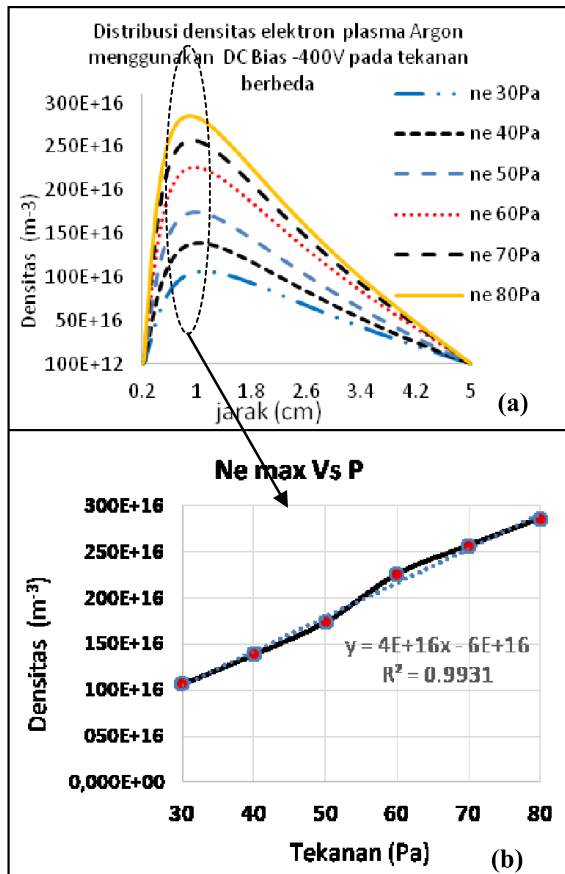 Distribusi densitas elektron plasma Argon
menggunakan DC Bias -400V pada tekanan
berbeda
300E+16
250E+16
200E+16
150E+16
100E+16
50E+16
100E+12
Densitas (m-3)
0.2 1 1.8 2.6 3.4 4.2 5
jarak (cm)
ne 30Pa
ne 40Pa
ne 50Pa
ne 60Pa
ne 70Pa
ne 80Pa
(a)
Ne max Vs P
300E+16
250E+16
200E+16
150E+16
100E+16
050E+16
0,000E+00
Densitas (m⁻³)
y = 4E+16x - 6E+16
R² = 0.9931
30 40 50 60 70 80
Tekanan (Pa)
(b)